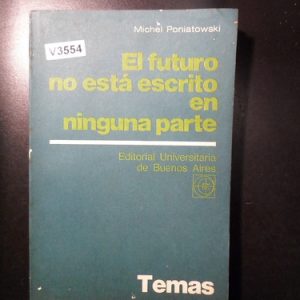 Michel Poniatowski
V3554
El futuro
no está escrito
en
ninguna parte
Editorial Universitaria
de Buenos Aires
Temas